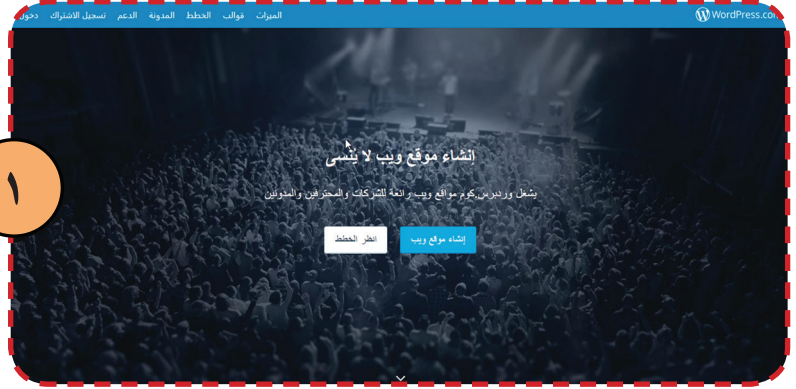 WordPress.com
الميزات قوالب الخطط المدونة الدعم تسجيل الاشتراك دخول
إنشاء موقع ويب لا يُنسى
يشغل وردبرس.كوم مواقع ويب رائعة للشركات والمحترفين والمدونين
إنشاء موقع ويب
انظر الخطط
١